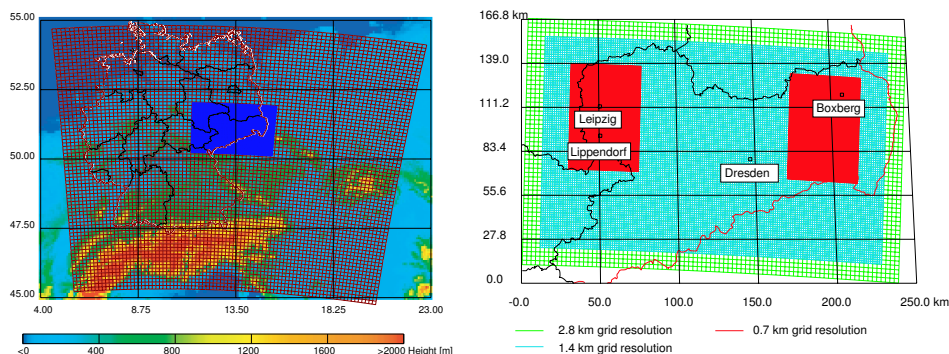 55.00
52.50
50.00
47.50
45.00
4.00 8.75 13.50 18.25 23.00
<0 400 800 1200 1600 >2000 Height [m]
166.8 km
139.0
111.2
83.4
55.6
27.8
0.0
-0.0 50.0 100.0 150.0 200.0 250.0 km
Leipzig
Lippendorf
Dresden
Boxberg
2.8 km grid resolution
0.7 km grid resolution
1.4 km grid resolution